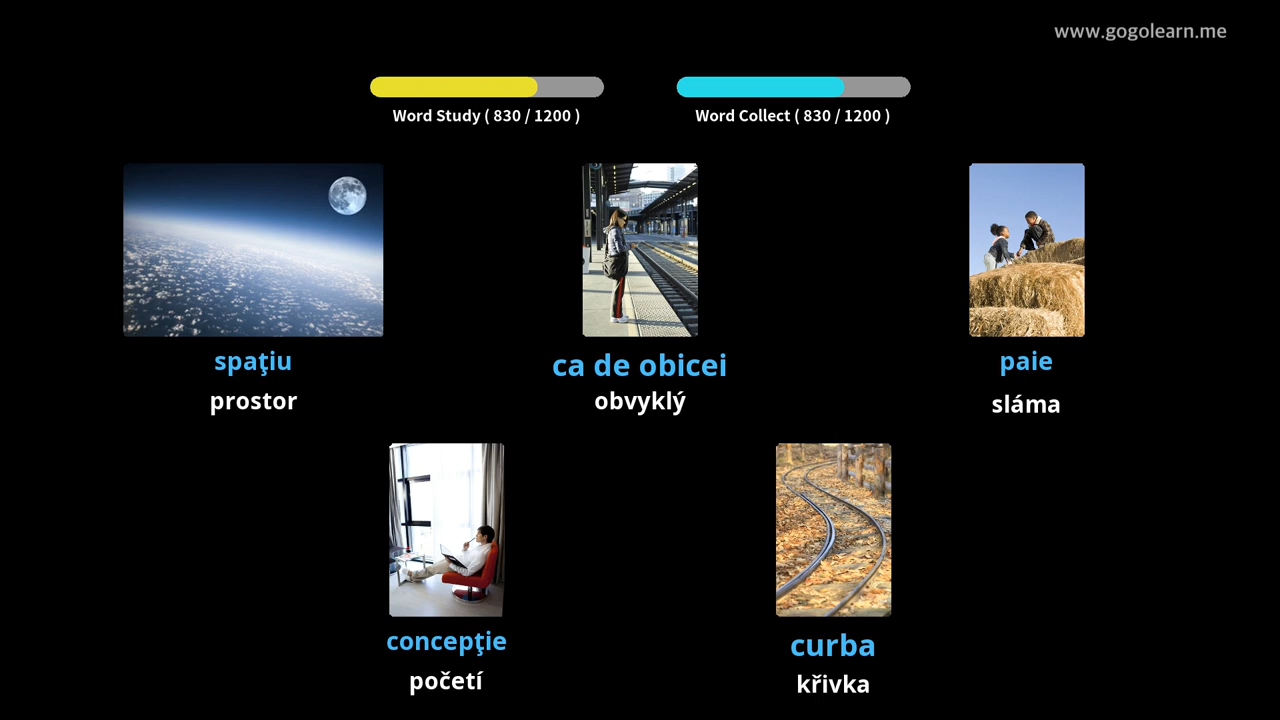 www.gogolearn.me
Word Study ( 830 / 1200 )
Word Collect ( 830 / 1200 )
spaţiu
ca de obicei
paie
prostor
obvyklý
sláma
concepţie
curba
početí
křivka